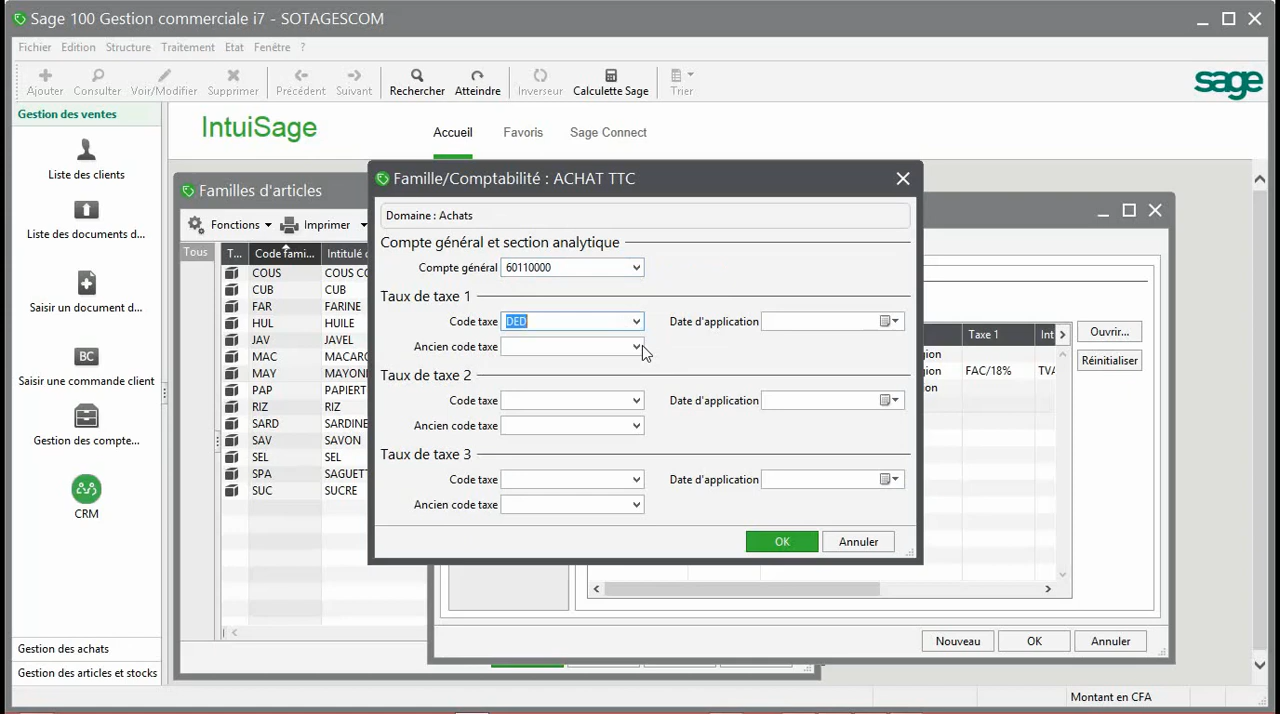 Sage 100 Gestion commerciale i7 - SOTAGESCOM
Fichier Edition Structure Traitement Etat Fenêtre ?
Ajouter Consulter Voir/Modifier Supprimer Précédent Suivant Rechercher Atteindre Inverser Calculette Sage Trier
sage
Gestion des ventes
IntuiSage Accueil Favoris Sage Connect
Liste des clients
Liste des documents d...
Saisir un document d...
BC
Saisir une commande client
Gestion des compte...
CRM
Gestion des achats
Gestion des articles et stocks
Familles d'articles
Fonctions Imprimer
Tous T... Code fami... Intitulé d
COUS COUS CO
CUB CUB
FAR FARINE
HUL HUILE
JAV JAVEL
MAC MACARO
MAY MAYON
PAP PAPIERT
RIZ RIZ
SARD SARDINE
SAV SAVON
SEL SEL
SPA SAGUET
SUC SUCRE
Famille/Comptabilité : ACHAT TTC
Domaine : Achats
Compte général et section analytique
Compte général 60110000
Taux de taxe 1
Code taxe DED Date d'application
Ancien code taxe
Taux de taxe 2
Code taxe Date d'application
Ancien code taxe
Taux de taxe 3
Code taxe Date d'application
Ancien code taxe
OK Annuler
Taxe 1 Int
gion
gion FAC/18% TVA
ion
Ouvrir...
Réinitialiser
Nouveau OK Annuler
Montant en CFA